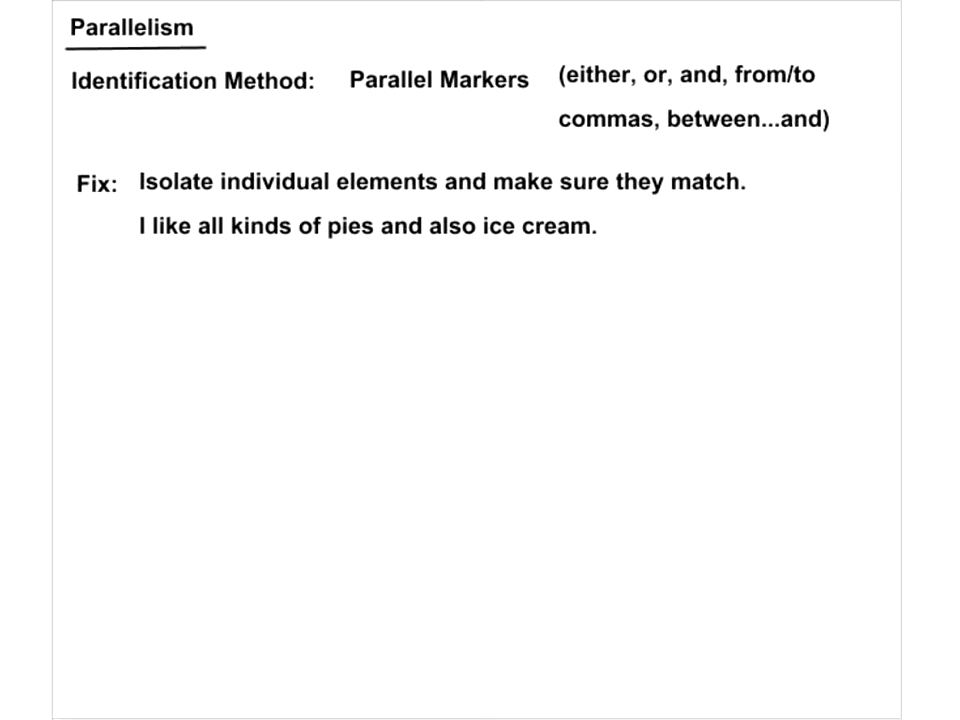 Parallelism
Identification Method: Parallel Markers (either, or, and, from/to
commas, between...and)
Fix: Isolate individual elements and make sure they match.
I like all kinds of pies and also ice cream.